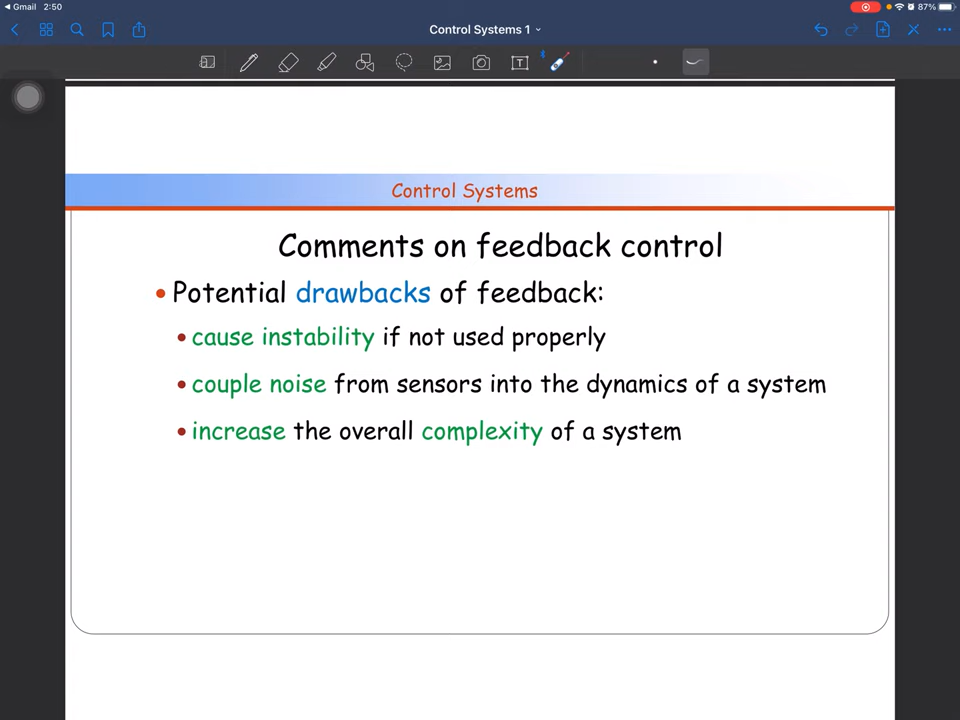 Gmail 2:50
87%
Control Systems 1
T
Control Systems
Comments on feedback control
• Potential drawbacks of feedback:
• cause instability if not used properly
• couple noise from sensors into the dynamics of a system
• increase the overall complexity of a system